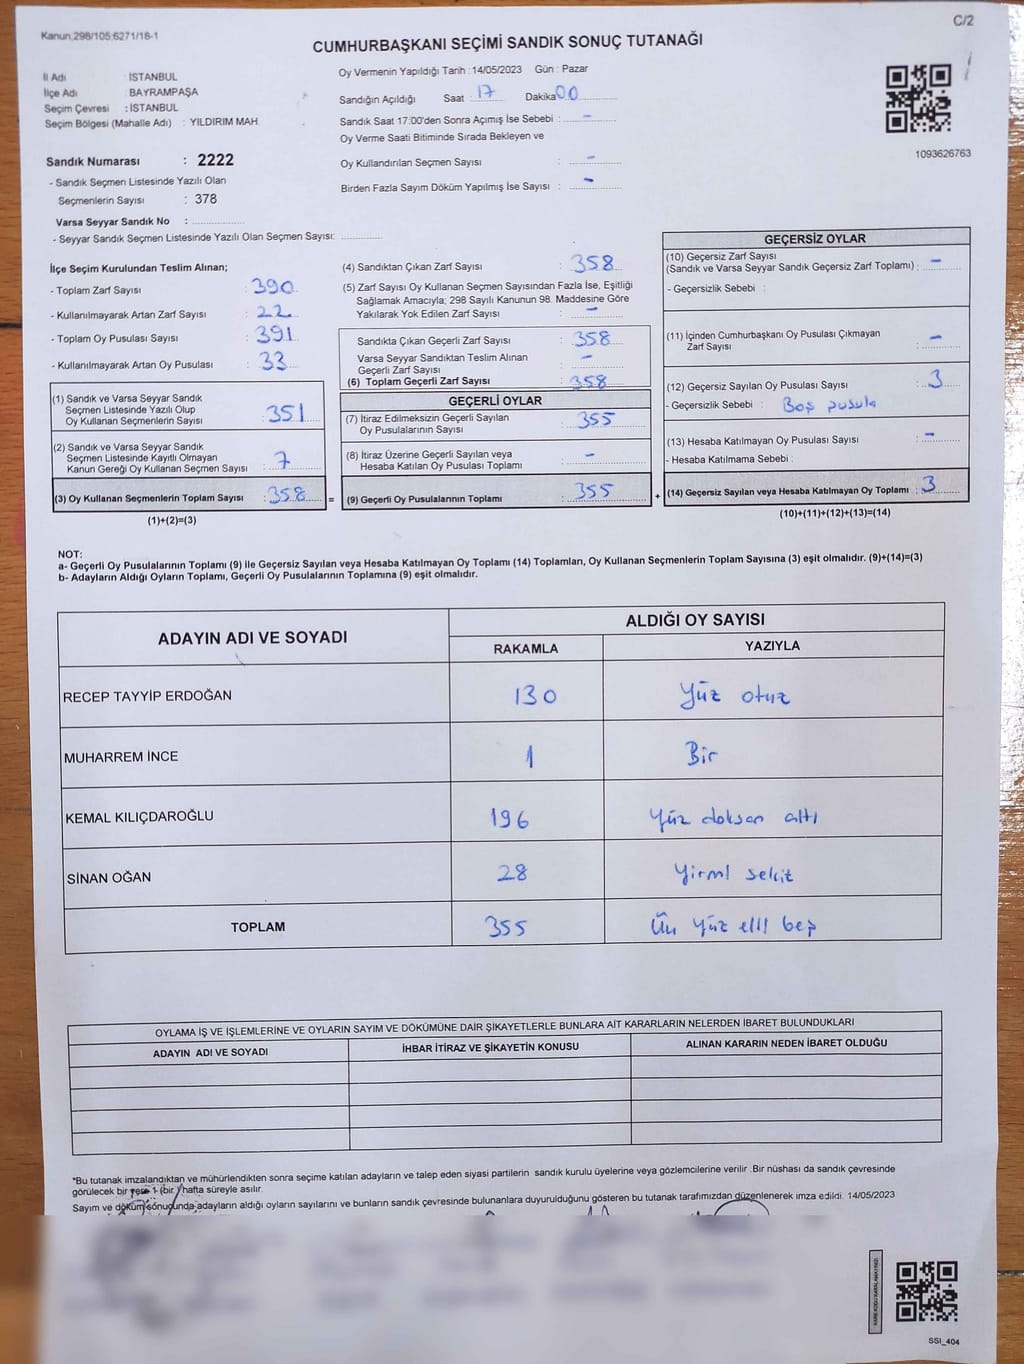 Kanun:298/105:6271/18-1
C/2
CUMHURBAŞKANI SEÇİMİ SANDIK SONUÇ TUTANAĞI
İl Adı : İSTANBUL
İlçe Adı : BAYRAMPAŞA
Seçim Çevresi : İSTANBUL
Seçim Bölgesi (Mahalle Adı) : YILDIRIM MAH.
Sandık Numarası : 2222
- Sandık Seçmen Listesinde Yazılı Olan
Seçmenlerin Sayısı : 378
Varsa Seyyar Sandık No :
- Seyyar Sandık Seçmen Listesinde Yazılı Olan Seçmen Sayısı:
Oy Vermenin Yapıldığı Tarih : 14/05/2023 Gün : Pazar
Sandığın Açıldığı Saat 17 Dakika 00
Sandık Saat 17:00'den Sonra Açımış İse Sebebi : -
Oy Verme Saati Bitiminde Sırada Bekleyen ve
Oy Kullandırılan Seçmen Sayısı : -
Birden Fazla Sayım Döküm Yapılmış İse Sayısı : -
1093626763
İlçe Seçim Kurulundan Teslim Alınan;
- Toplam Zarf Sayısı : 390
- Kullanılmayarak Artan Zarf Sayısı : 22
- Toplam Oy Pusulası Sayısı : 391
- Kullanılmayarak Artan Oy Pusulası : 33
(1) Sandık ve Varsa Seyyar Sandık
Seçmen Listesinde Yazılı Olup
Oy Kullanan Seçmenlerin Sayısı : 351
(2) Sandık ve Varsa Seyyar Sandık
Seçmen Listesinde Kayıtlı Olmayan
Kanun Gereği Oy Kullanan Seçmen Sayısı : 7
(3) Oy Kullanan Seçmenlerin Toplam Sayısı : 358
(1)+(2)=(3)
=
(4) Sandıktan Çıkan Zarf Sayısı : 358
(5) Zarf Sayısı Oy Kullanan Seçmen Sayısından Fazla İse, Eşitliği
Sağlamak Amacıyla; 298 Sayılı Kanunun 98. Maddesine Göre
Yakılarak Yok Edilen Zarf Sayısı : -
Sandıkta Çıkan Geçerli Zarf Sayısı : 358
Varsa Seyyar Sandıktan Teslim Alınan
Geçerli Zarf Sayısı : -
(6) Toplam Geçerli Zarf Sayısı : 358
GEÇERLİ OYLAR
(7) İtiraz Edilmeksizin Geçerli Sayılan
Oy Pusulalarının Sayısı : 355
(8) İtiraz Üzerine Geçerli Sayılan veya
Hesaba Katılan Oy Pusulası Toplamı : -
(9) Geçerli Oy Pusulalarının Toplamı : 355
+
GEÇERSİZ OYLAR
(10) Geçersiz Zarf Sayısı
(Sandık ve Varsa Seyyar Sandık Geçersiz Zarf Toplamı) : -
- Geçersizlik Sebebi :
(11) İçinden Cumhurbaşkanı Oy Pusulası Çıkmayan
Zarf Sayısı : -
(12) Geçersiz Sayılan Oy Pusulası Sayısı : 3
- Geçersizlik Sebebi : Boş pusula
(13) Hesaba Katılmayan Oy Pusulası Sayısı : -
- Hesaba Katılmama Sebebi :
(14) Geçersiz Sayılan veya Hesaba Katılmayan Oy Toplamı : 3
(10)+(11)+(12)+(13)=(14)
NOT:
a- Geçerli Oy Pusulalarının Toplamı (9) ile Geçersiz Sayılan veya Hesaba Katılmayan Oy Toplamı (14) Toplamları, Oy Kullanan Seçmenlerin Toplam Sayısına (3) eşit olmalıdır. (9)+(14)=(3)
b- Adayların Aldığı Oyların Toplamı, Geçerli Oy Pusulalarının Toplamına (9) eşit olmalıdır.
ADAYIN ADI VE SOYADI
ALDIĞI OY SAYISI
RAKAMLA YAZIYLA
RECEP TAYYİP ERDOĞAN 130 Yüz otuz
MUHARREM İNCE 1 Bir
KEMAL KILIÇDAROĞLU 196 Yüz doksan altı
SİNAN OĞAN 28 Yirmi sekiz
TOPLAM 355 Üç yüz elli beş
OYLAMA İŞ VE İŞLEMLERİNE VE OYLARIN SAYIM VE DÖKÜMÜNE DAİR ŞİKAYETLERLE BUNLARA AİT KARARLARIN NELERDEN İBARET BULUNDUKLARI
ADAYIN ADI VE SOYADI İHBAR İTİRAZ VE ŞİKAYETİN KONUSU ALINAN KARARIN NEDEN İBARET OLDUĞU
*Bu tutanak imzalandıktan ve mühürlendikten sonra seçime katılan adayların ve talep eden siyasi partilerin sandık kurulu üyelerine veya gözlemcilerine verilir .Bir nüshası da sandık çevresinde
görülecek bir yere 1 (bir) hafta süreyle asılır.
Sayım ve döküm sonucunda adayların aldığı oyların sayılarını ve bunların sandık çevresinde bulunanlara duyurulduğunu gösteren bu tutanak tarafımızdan düzenlenerek imza edildi. 14/05/2023
SSI_404